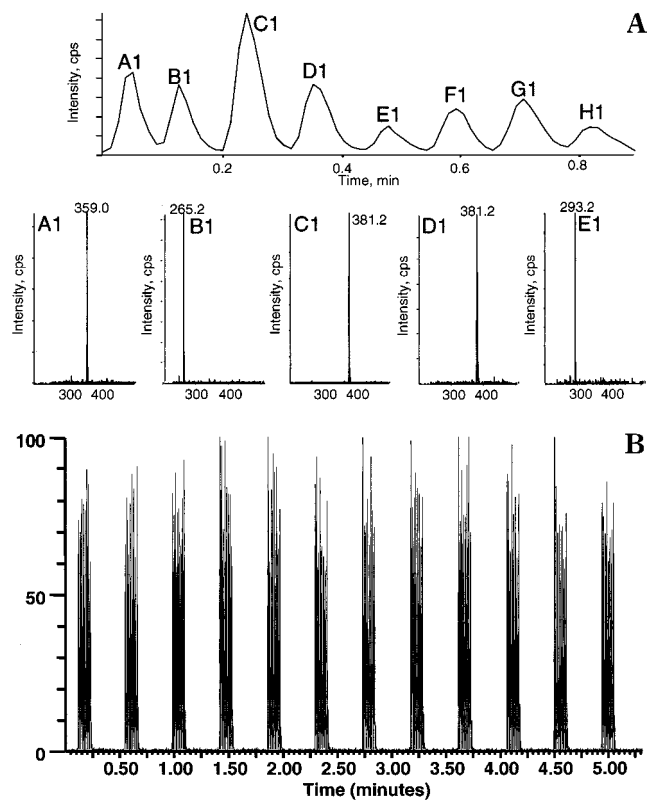 A
Intensity, cps
A1 B1 C1 D1 E1 F1 G1 H1
0.2 0.4 0.6 0.8
Time, min
A1 359.0
Intensity, cps
300 400
265.2 B1
Intensity, cps
300 400
C1 381.2
Intensity, cps
300 400
D1 381.2
Intensity, cps
300 400
293.2 E1
Intensity, cps
300 400
B
100
50
0
0.50 1.00 1.50 2.00 2.50 3.00 3.50 4.00 4.50 5.00
Time (minutes)